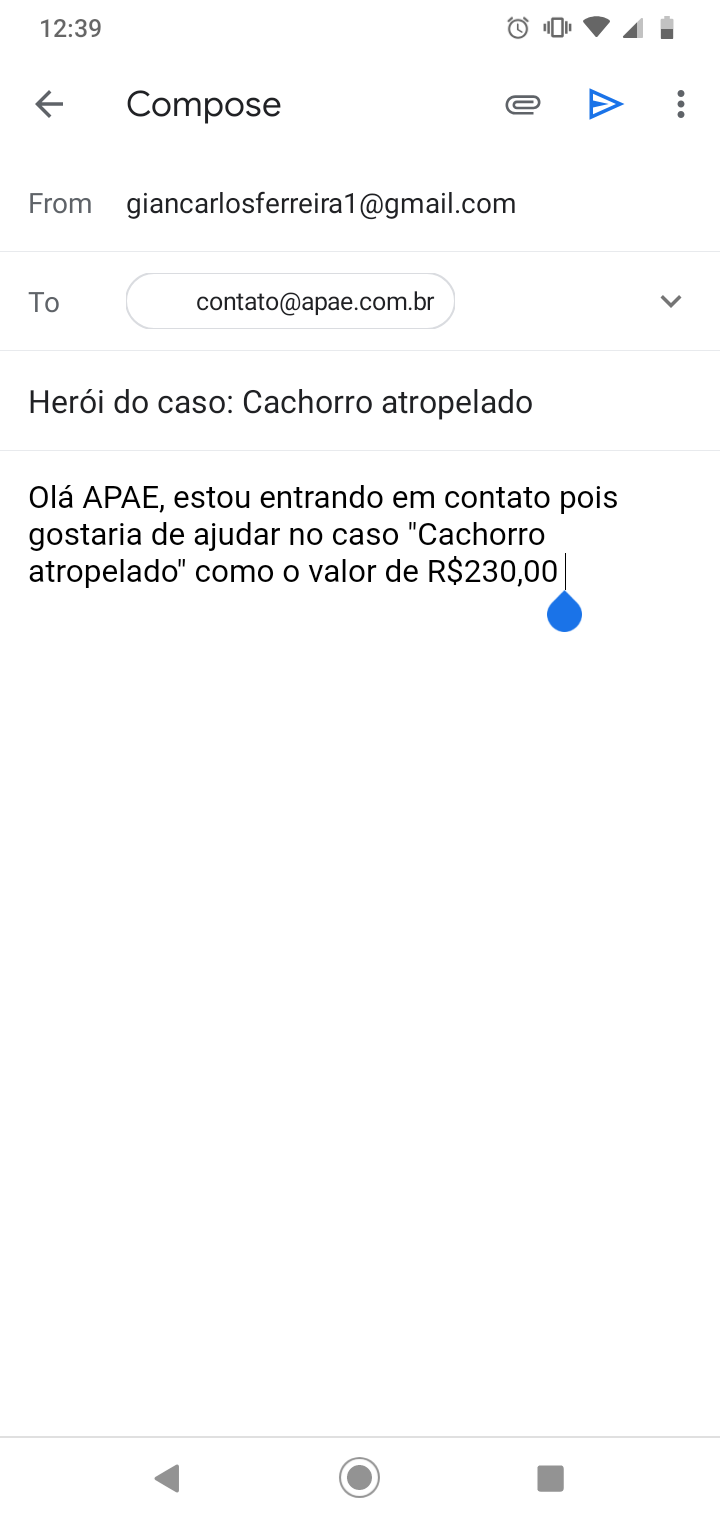 12:39
Compose
From giancarlosferreira1@gmail.com
To contato@apae.com.br
Herói do caso: Cachorro atropelado
Olá APAE, estou entrando em contato pois
gostaria de ajudar no caso "Cachorro
atropelado" como o valor de R$230,00